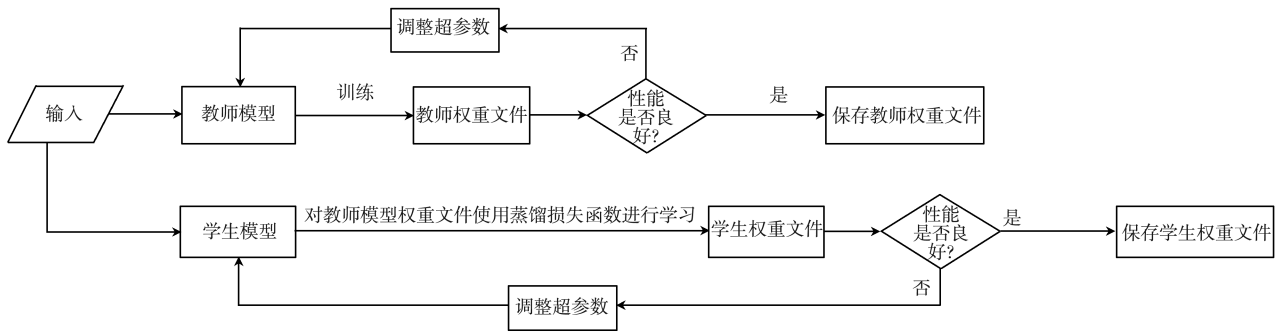 调整超参数
否
输入
教师模型
训练
教师权重文件
性能
是否良
好?
是
保存教师权重文件
学生模型
对教师模型权重文件使用蒸馏损失函数进行学习
学生权重文件
性能
是否良
好?
是
保存学生权重文件
否
调整超参数